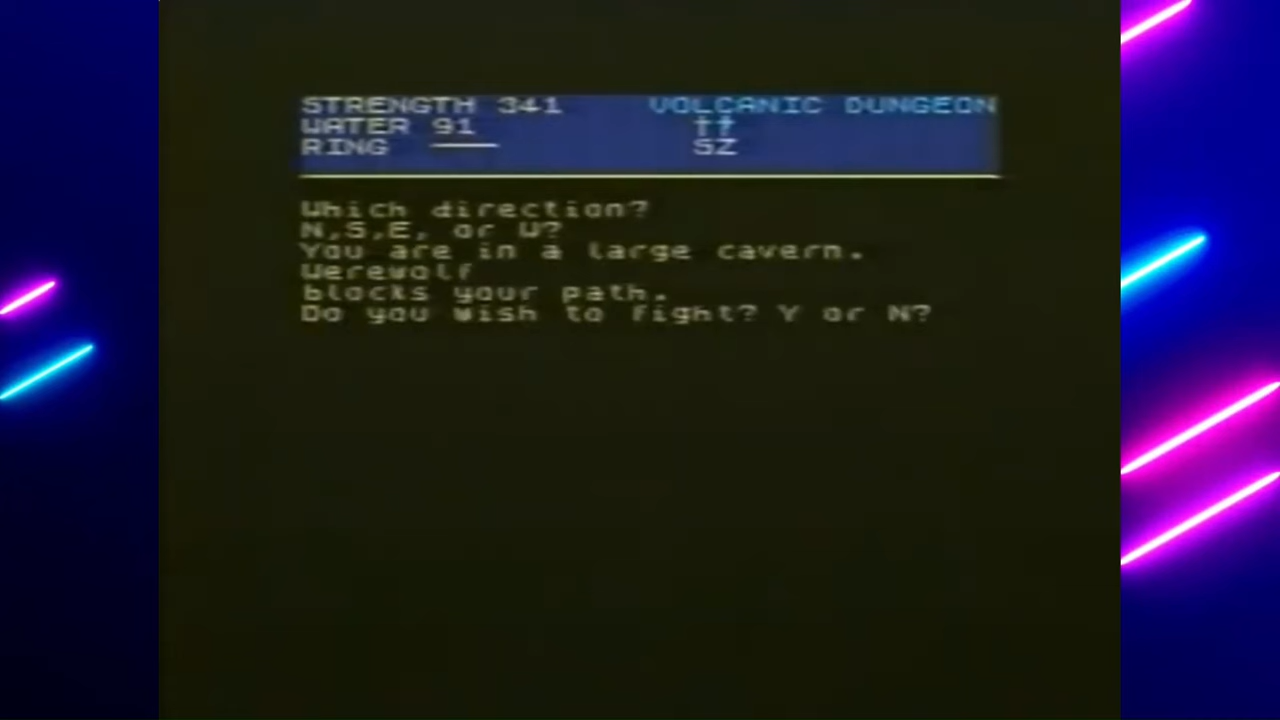 STRENGTH 341 VOLCANIC DUNGEON
WATER 91 ††
RING SZ
Which direction?
N,S,E, or W?
You are in a large cavern.
Werewolf
blocks your path.
Do you wish to fight? Y or N?